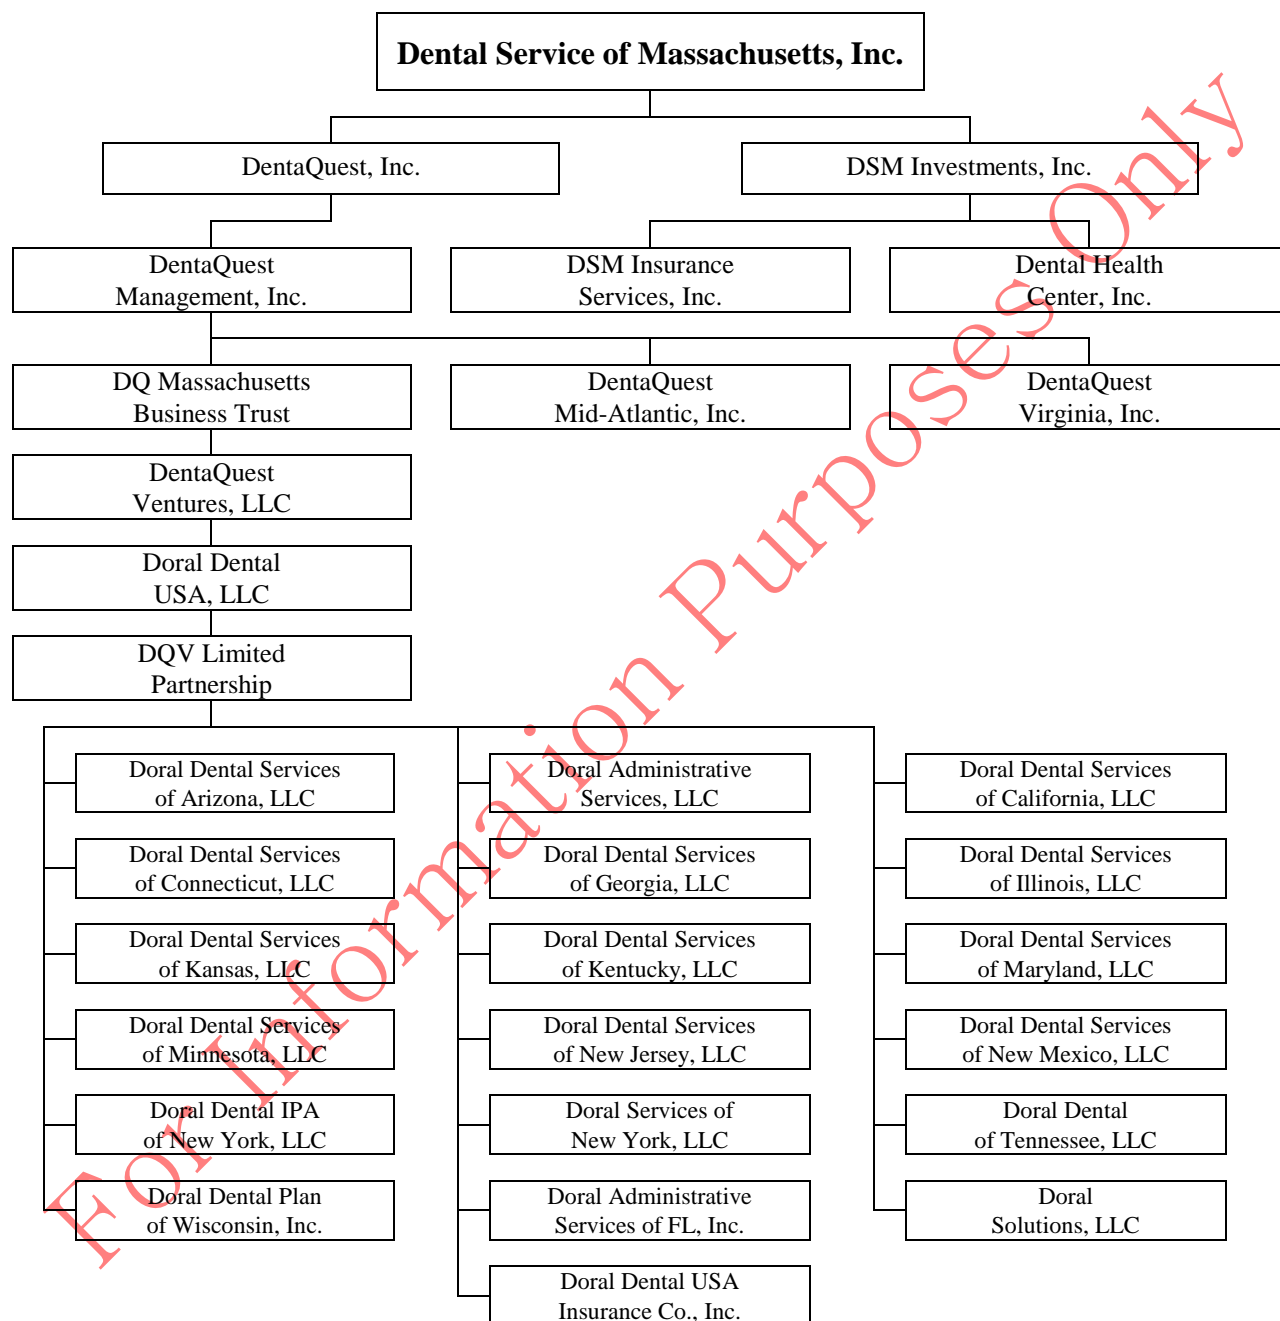 Dental Service of Massachusetts, Inc.
DentaQuest, Inc.
DSM Investments, Inc.
DentaQuest
Management, Inc.
DSM Insurance
Services, Inc.
Dental Health
Center, Inc.
DQ Massachusetts
Business Trust
DentaQuest
Mid-Atlantic, Inc.
DentaQuest
Virginia, Inc.
DentaQuest
Ventures, LLC
Doral Dental
USA, LLC
DQV Limited
Partnership
Doral Dental Services
of Arizona, LLC
Doral Administrative
Services, LLC
Doral Dental Services
of California, LLC
Doral Dental Services
of Connecticut, LLC
Doral Dental Services
of Georgia, LLC
Doral Dental Services
of Illinois, LLC
Doral Dental Services
of Kansas, LLC
Doral Dental Services
of Kentucky, LLC
Doral Dental Services
of Maryland, LLC
Doral Dental Services
of Minnesota, LLC
Doral Dental Services
of New Jersey, LLC
Doral Dental Services
of New Mexico, LLC
Doral Dental IPA
of New York, LLC
Doral Services of
New York, LLC
Doral Dental
of Tennessee, LLC
Doral Dental Plan
of Wisconsin, Inc.
Doral Administrative
Services of FL, Inc.
Doral
Solutions, LLC
Doral Dental USA
Insurance Co., Inc.
For Information Purposes Only